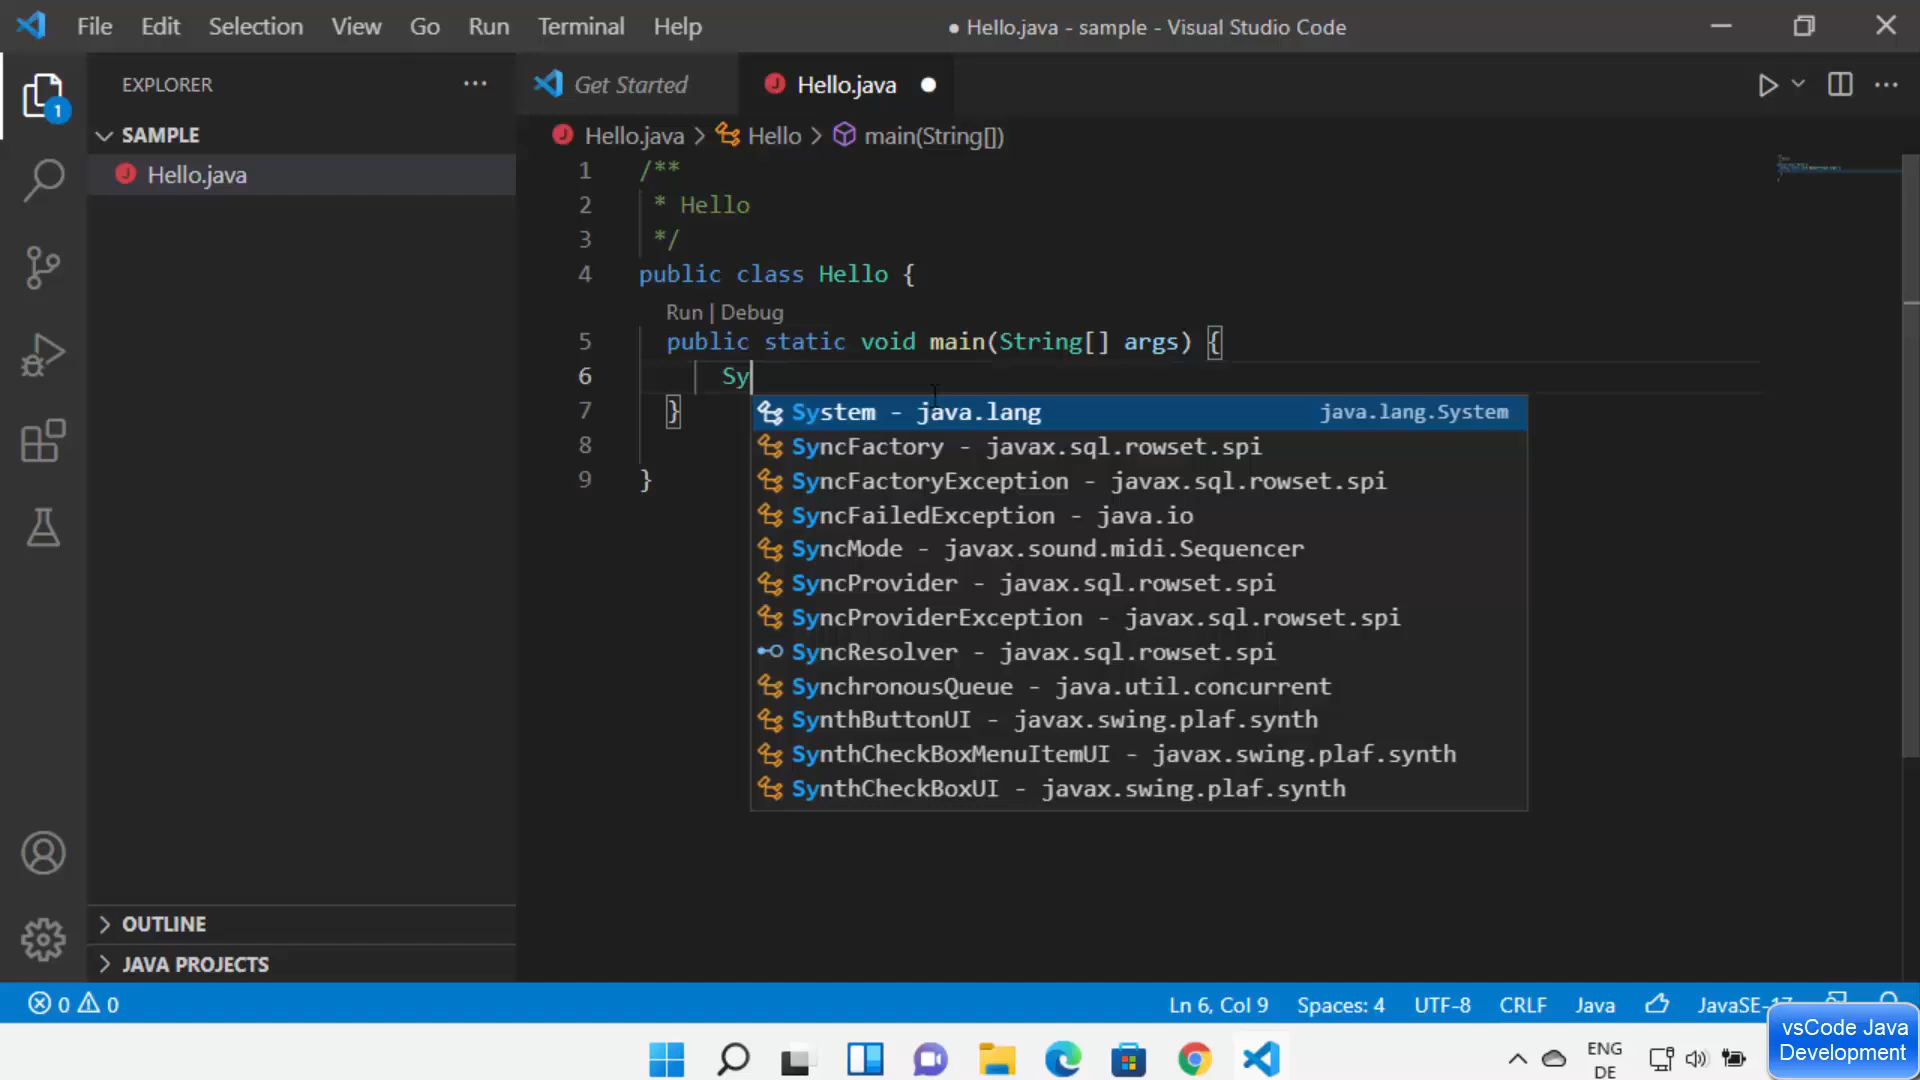 File Edit Selection View Go Run Terminal Help
● Hello.java - sample - Visual Studio Code
EXPLORER
Get Started
Hello.java
1
SAMPLE
Hello.java > Hello > main(String[])
Hello.java
1 /**
2 * Hello
3 */
4 public class Hello {
Run | Debug
5 public static void main(String[] args) {
6 Sy
7 }
8
9 }
System - java.lang java.lang.System
SyncFactory - javax.sql.rowset.spi
SyncFactoryException - javax.sql.rowset.spi
SyncFailedException - java.io
SyncMode - javax.sound.midi.Sequencer
SyncProvider - javax.sql.rowset.spi
SyncProviderException - javax.sql.rowset.spi
SyncResolver - javax.sql.rowset.spi
SynchronousQueue - java.util.concurrent
SynthButtonUI - javax.swing.plaf.synth
SynthCheckBoxMenuItemUI - javax.swing.plaf.synth
SynthCheckBoxUI - javax.swing.plaf.synth
OUTLINE
JAVA PROJECTS
0 0
Ln 6, Col 9 Spaces: 4 UTF-8 CRLF Java JavaSE-17
vsCode Java
Development
ENG
DE